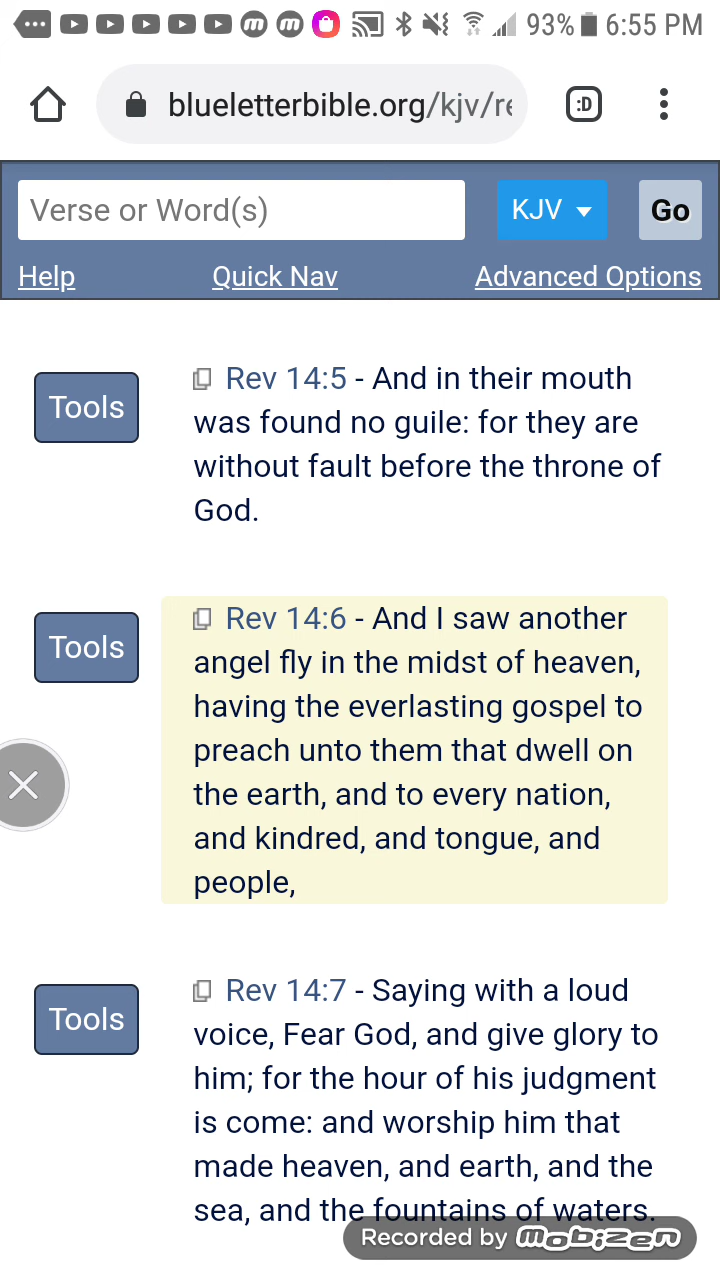 93% 6:55 PM
blueletterbible.org/kjv/re
:D
Verse or Word(s)
KJV
Go
Help Quick Nav Advanced Options
Tools
Rev 14:5 - And in their mouth
was found no guile: for they are
without fault before the throne of
God.
Tools
Rev 14:6 - And I saw another
angel fly in the midst of heaven,
having the everlasting gospel to
preach unto them that dwell on
the earth, and to every nation,
and kindred, and tongue, and
people,
Tools
Rev 14:7 - Saying with a loud
voice, Fear God, and give glory to
him; for the hour of his judgment
is come: and worship him that
made heaven, and earth, and the
sea, and the fountains of waters.
Recorded by mobizen